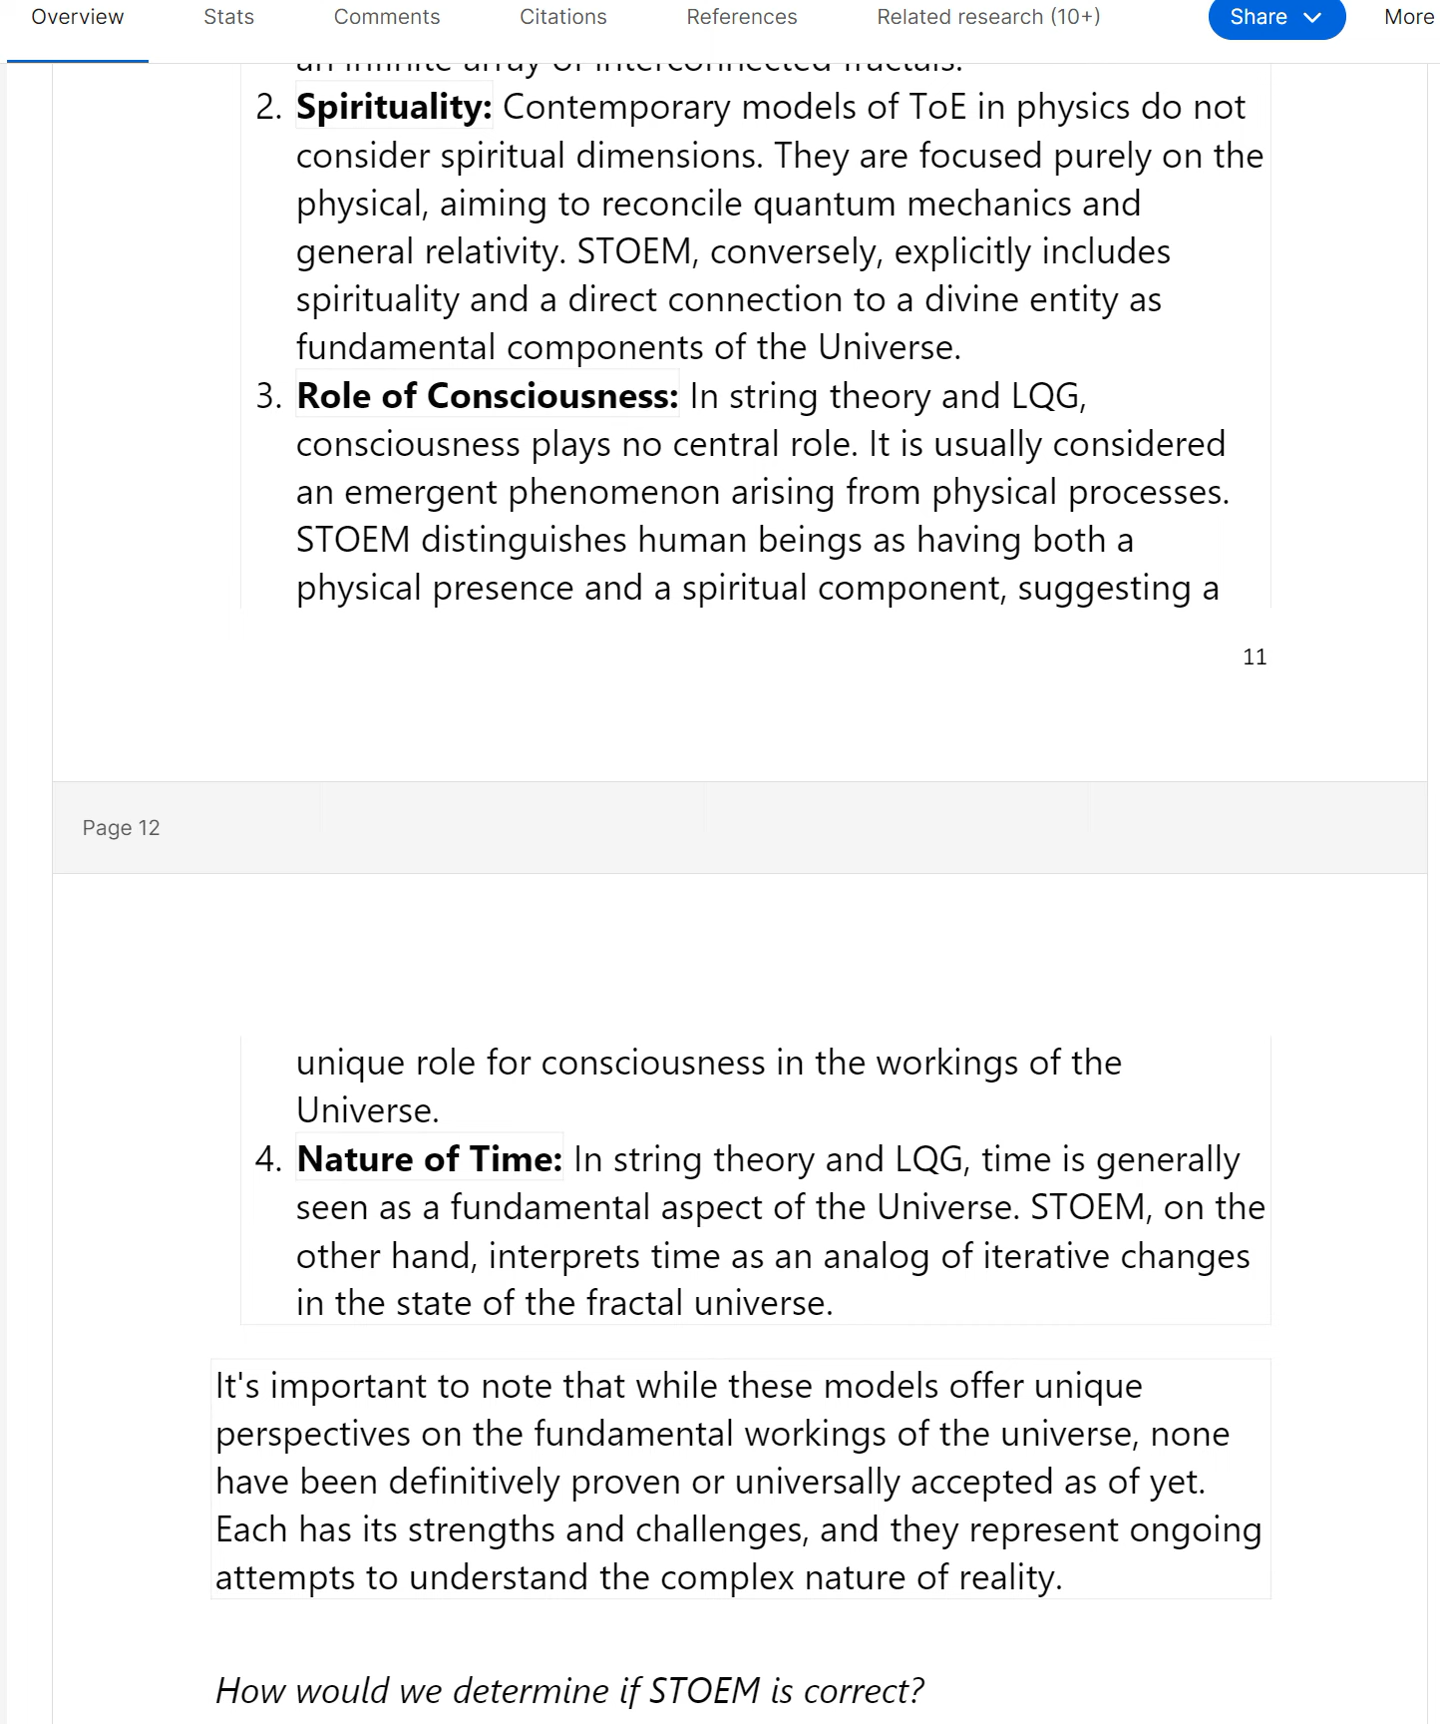 Overview Stats Comments Citations References Related research (10+) Share More
an infinite array of interconnected fractals.
2. Spirituality: Contemporary models of ToE in physics do not
consider spiritual dimensions. They are focused purely on the
physical, aiming to reconcile quantum mechanics and
general relativity. STOEM, conversely, explicitly includes
spirituality and a direct connection to a divine entity as
fundamental components of the Universe.
3. Role of Consciousness: In string theory and LQG,
consciousness plays no central role. It is usually considered
an emergent phenomenon arising from physical processes.
STOEM distinguishes human beings as having both a
physical presence and a spiritual component, suggesting a
11
Page 12
unique role for consciousness in the workings of the
Universe.
4. Nature of Time: In string theory and LQG, time is generally
seen as a fundamental aspect of the Universe. STOEM, on the
other hand, interprets time as an analog of iterative changes
in the state of the fractal universe.
It's important to note that while these models offer unique
perspectives on the fundamental workings of the universe, none
have been definitively proven or universally accepted as of yet.
Each has its strengths and challenges, and they represent ongoing
attempts to understand the complex nature of reality.
How would we determine if STOEM is correct?